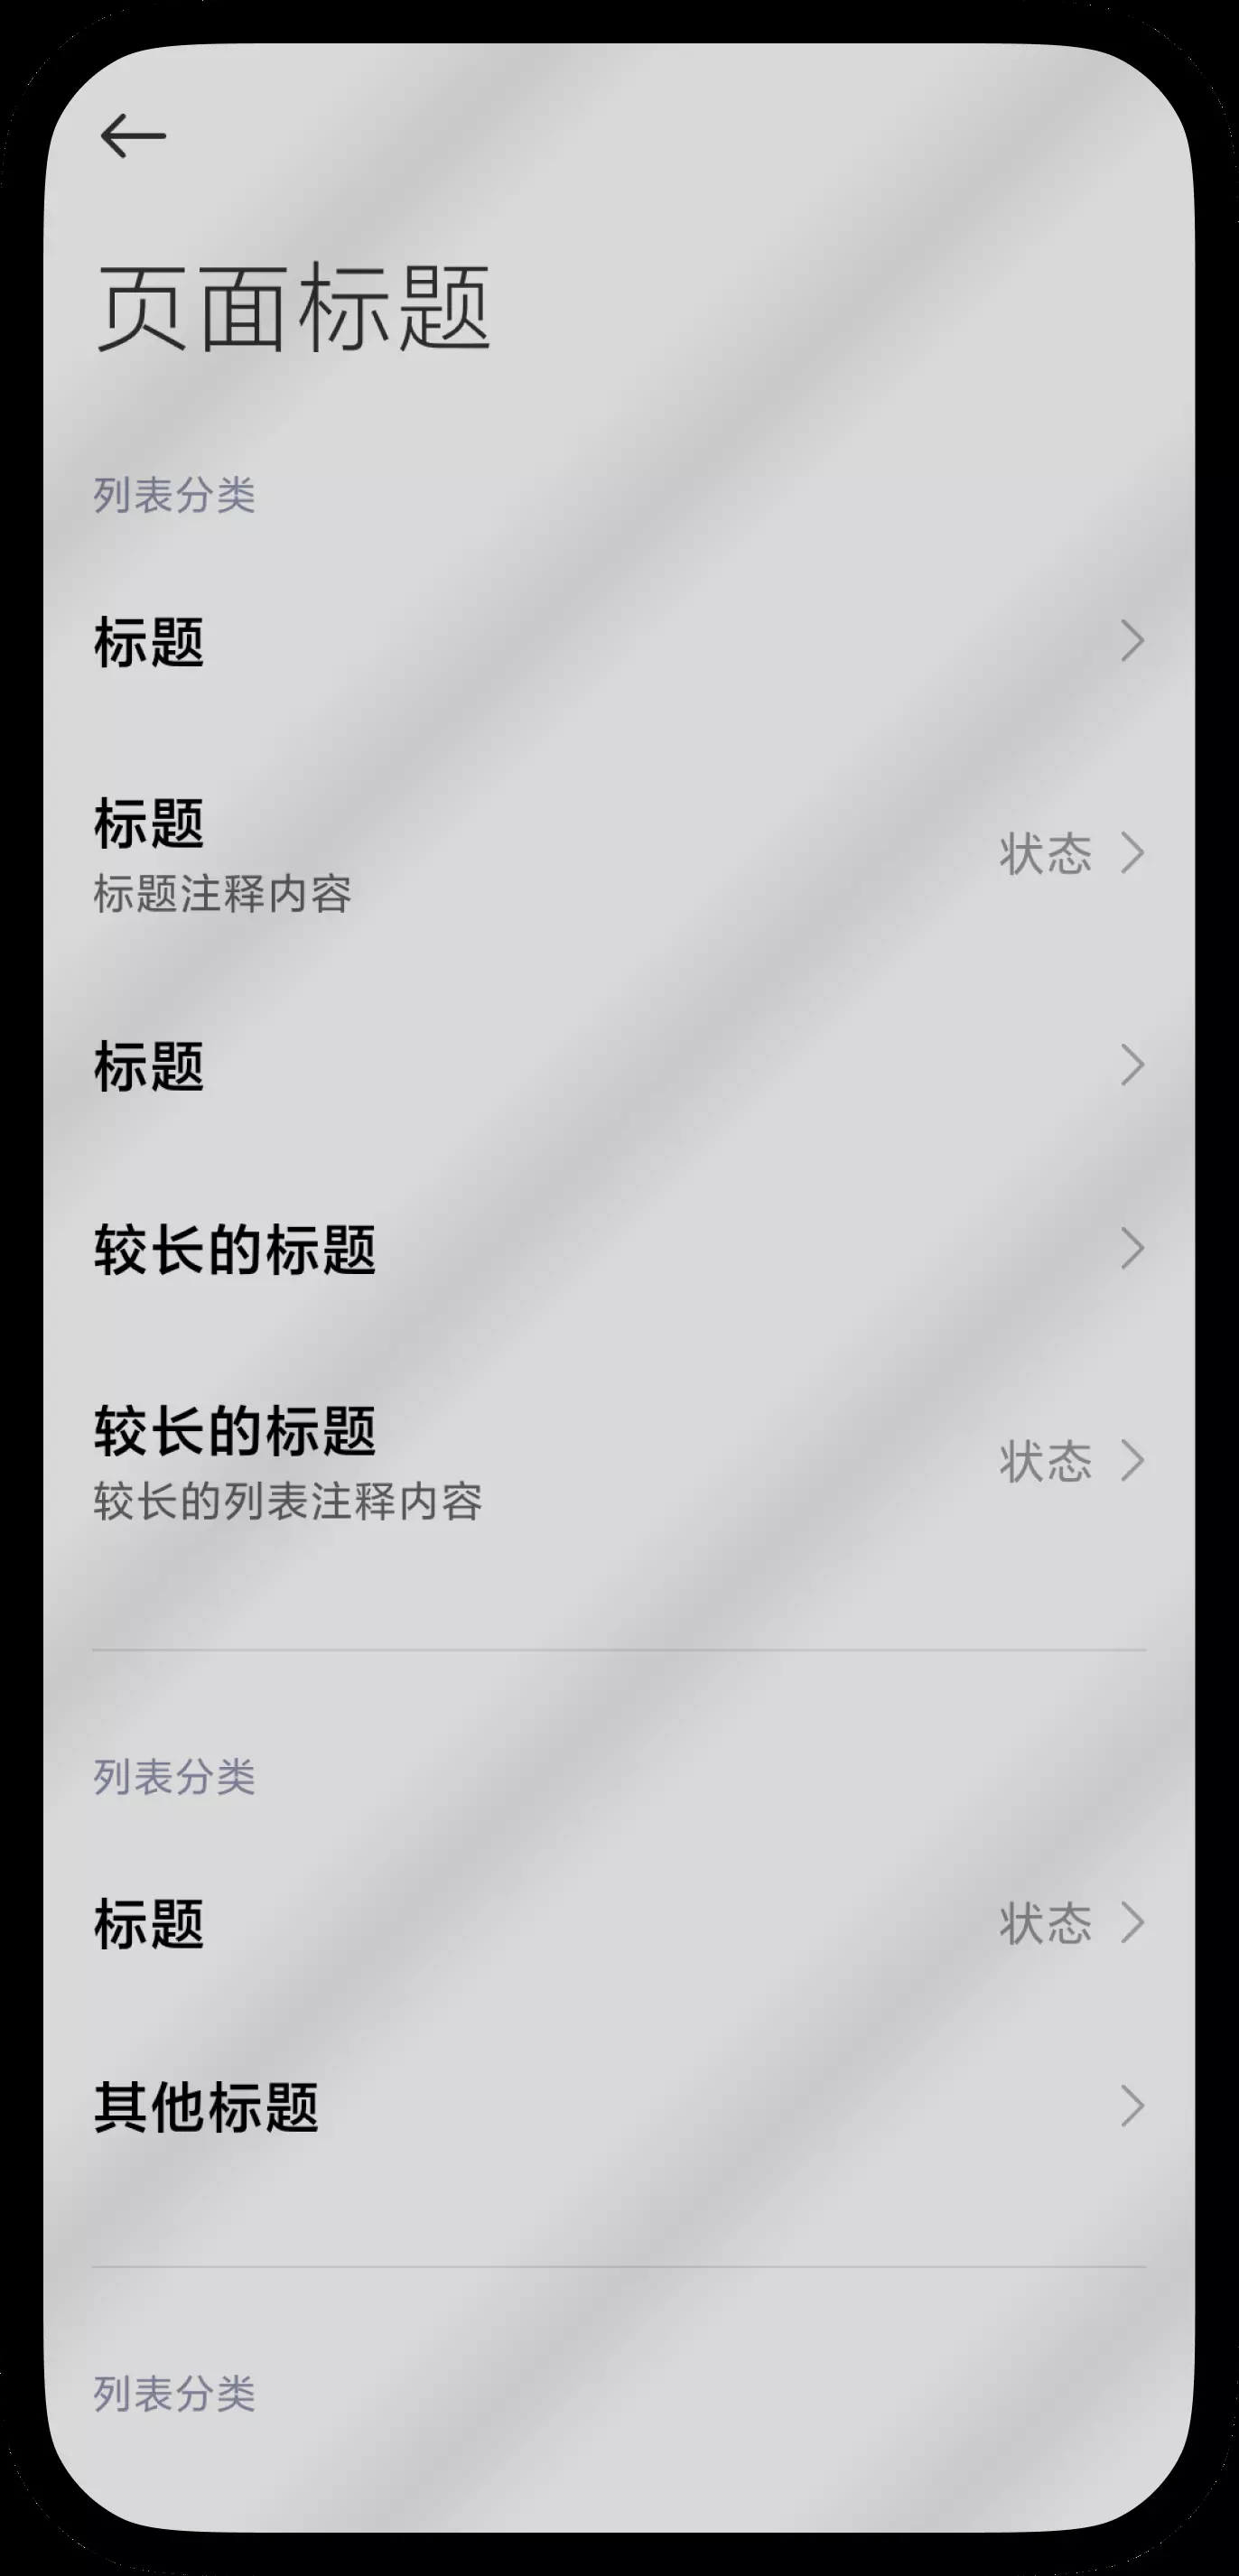 页面标题
列表分类
标题
标题
标题注释内容
状态
标题
较长的标题
较长的标题
较长的列表注释内容
状态
列表分类
标题
状态
其他标题
列表分类